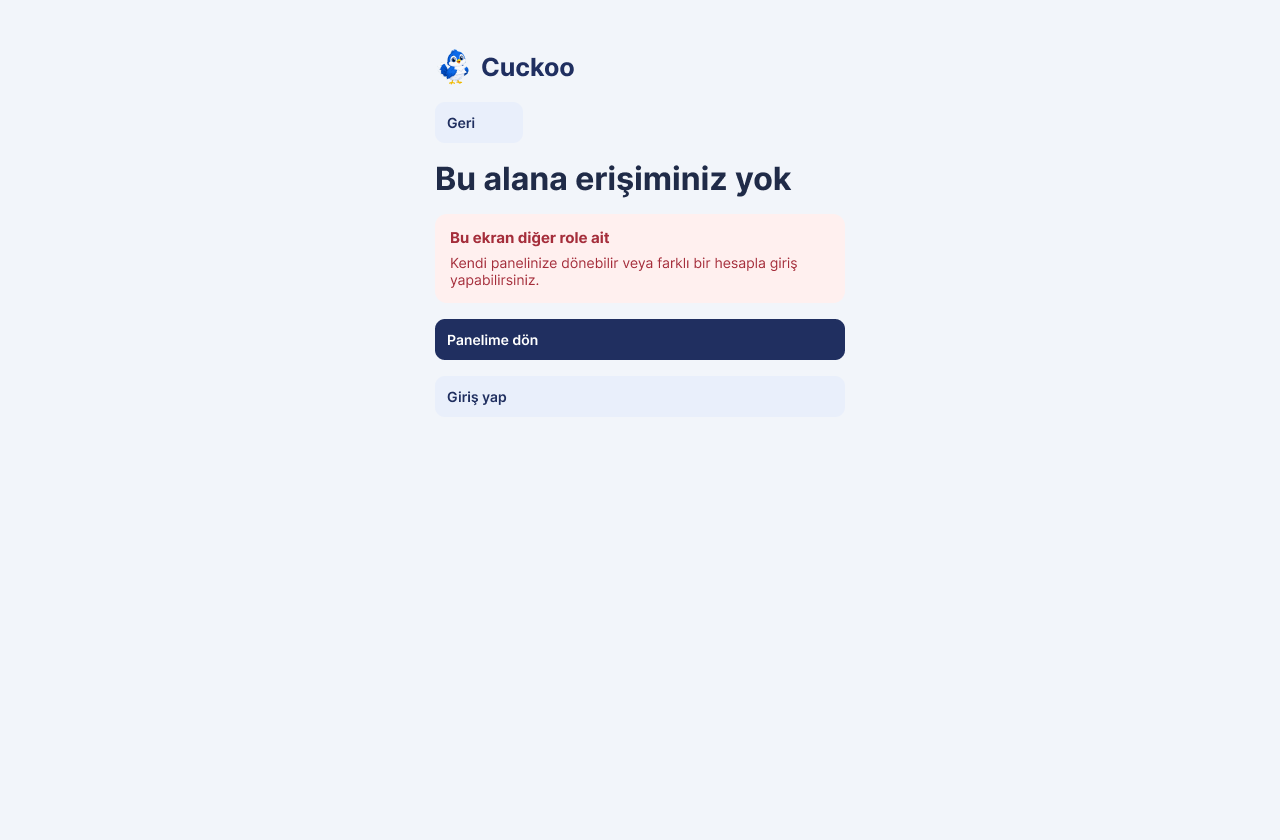 Cuckoo
Geri
Bu alana erişiminiz yok
Bu ekran diğer role ait
Kendi panelinize dönebilir veya farklı bir hesapla giriş
yapabilirsiniz.
Panelime dön
Giriş yap